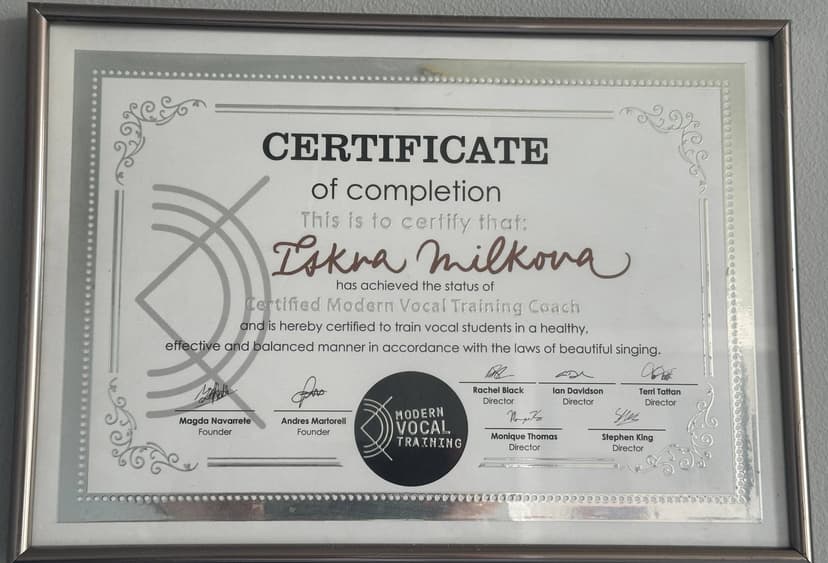 CERTIFICATE
of completion
This is to certify that:
Iskra Milkova
has achieved the status of
Certified Modern Vocal Training Coach
and is hereby certified to train vocal students in a healthy,
effective and balanced manner in accordance with the laws of beautiful singing.
Magda Navarrete
Founder
Andres Martorell
Founder
MODERN
VOCAL
TRAINING
Rachel Black
Director
Ian Davidson
Director
Terri Tattan
Director
Monique Thomas
Director
Stephen King
Director